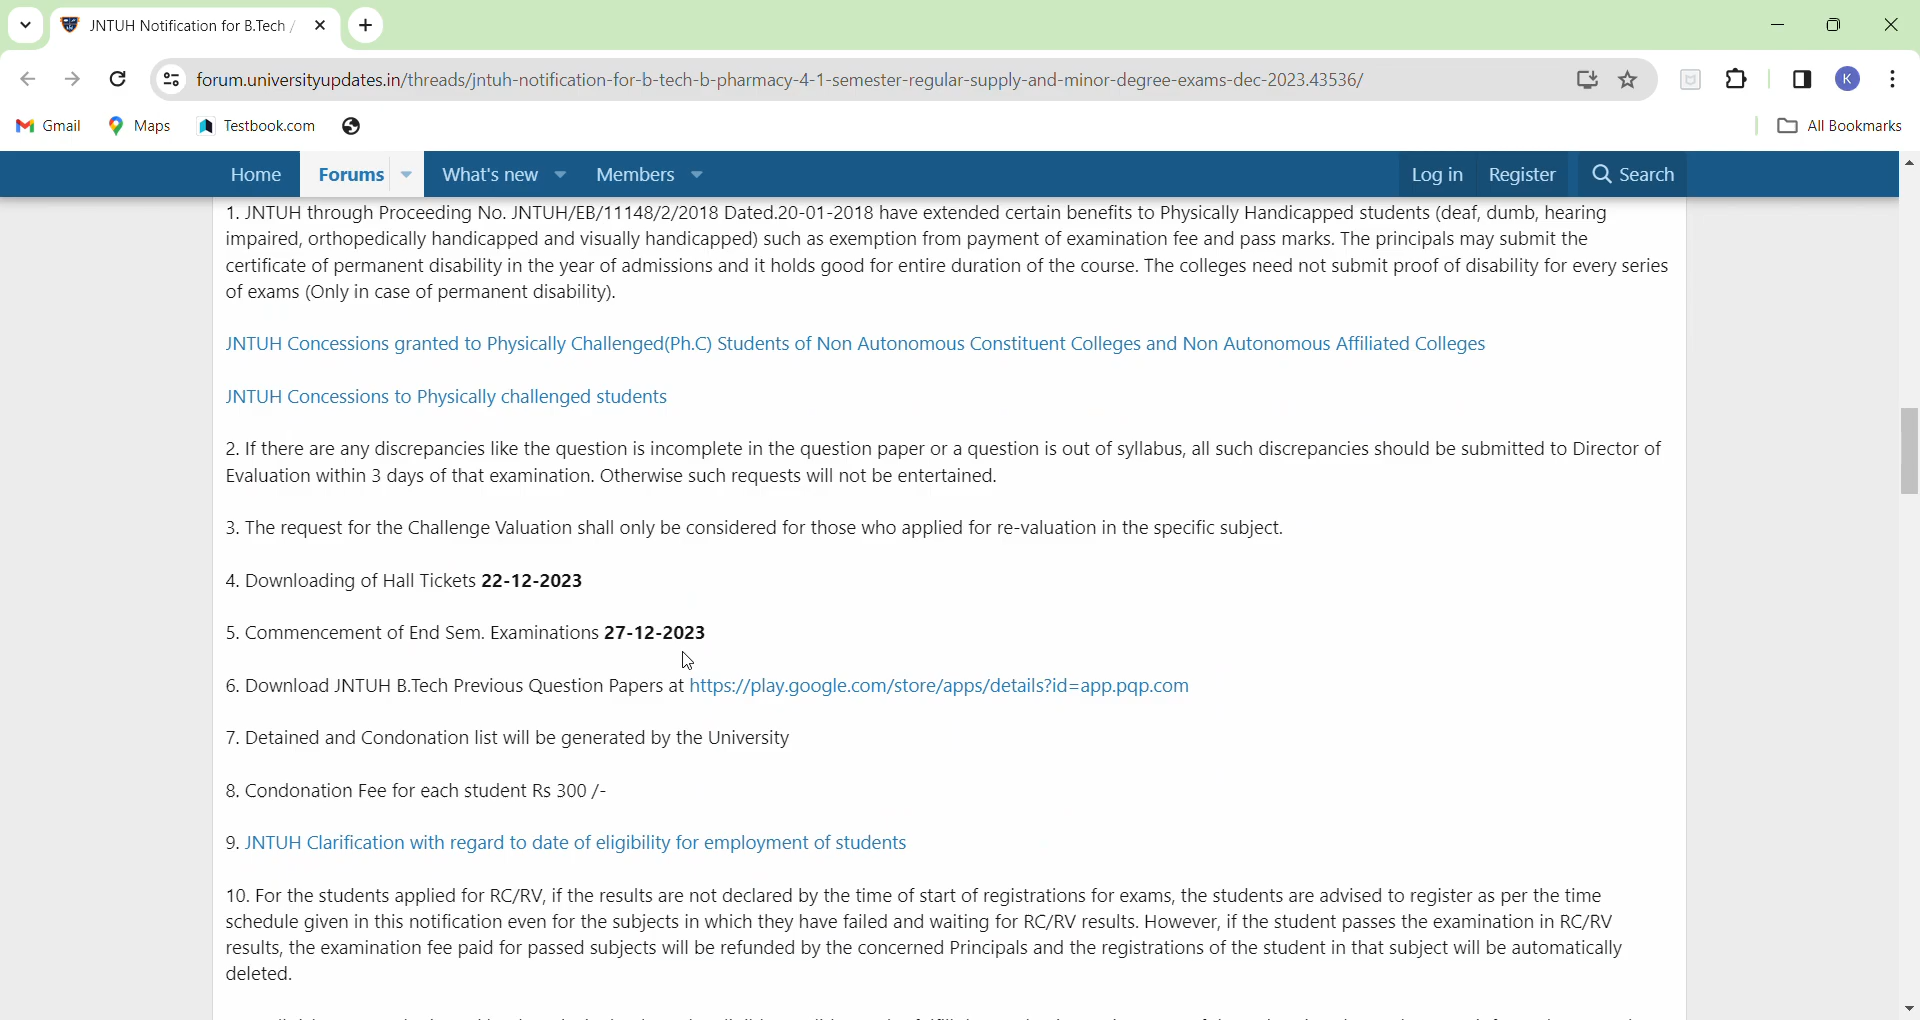 JNTUH Notification for B.Tech /
forum.universityupdates.in/threads/jntuh-notification-for-b-tech-b-pharmacy-4-1-semester-regular-supply-and-minor-degree-exams-dec-2023.43536/
K
Gmail Maps Testbook.com All Bookmarks
Home Forums What's new Members Log in Register Search
1. JNTUH through Proceeding No. JNTUH/EB/11148/2/2018 Dated.20-01-2018 have extended certain benefits to Physically Handicapped students (deaf, dumb, hearing
impaired, orthopedically handicapped and visually handicapped) such as exemption from payment of examination fee and pass marks. The principals may submit the
certificate of permanent disability in the year of admissions and it holds good for entire duration of the course. The colleges need not submit proof of disability for every series
of exams (Only in case of permanent disability).
JNTUH Concessions granted to Physically Challenged(Ph.C) Students of Non Autonomous Constituent Colleges and Non Autonomous Affiliated Colleges
JNTUH Concessions to Physically challenged students
2. If there are any discrepancies like the question is incomplete in the question paper or a question is out of syllabus, all such discrepancies should be submitted to Director of
Evaluation within 3 days of that examination. Otherwise such requests will not be entertained.
3. The request for the Challenge Valuation shall only be considered for those who applied for re-valuation in the specific subject.
4. Downloading of Hall Tickets 22-12-2023
5. Commencement of End Sem. Examinations 27-12-2023
6. Download JNTUH B.Tech Previous Question Papers at https://play.google.com/store/apps/details?id=app.pqp.com
7. Detained and Condonation list will be generated by the University
8. Condonation Fee for each student Rs 300 /-
9. JNTUH Clarification with regard to date of eligibility for employment of students
10. For the students applied for RC/RV, if the results are not declared by the time of start of registrations for exams, the students are advised to register as per the time
schedule given in this notification even for the subjects in which they have failed and waiting for RC/RV results. However, if the student passes the examination in RC/RV
results, the examination fee paid for passed subjects will be refunded by the concerned Principals and the registrations of the student in that subject will be automatically
deleted.